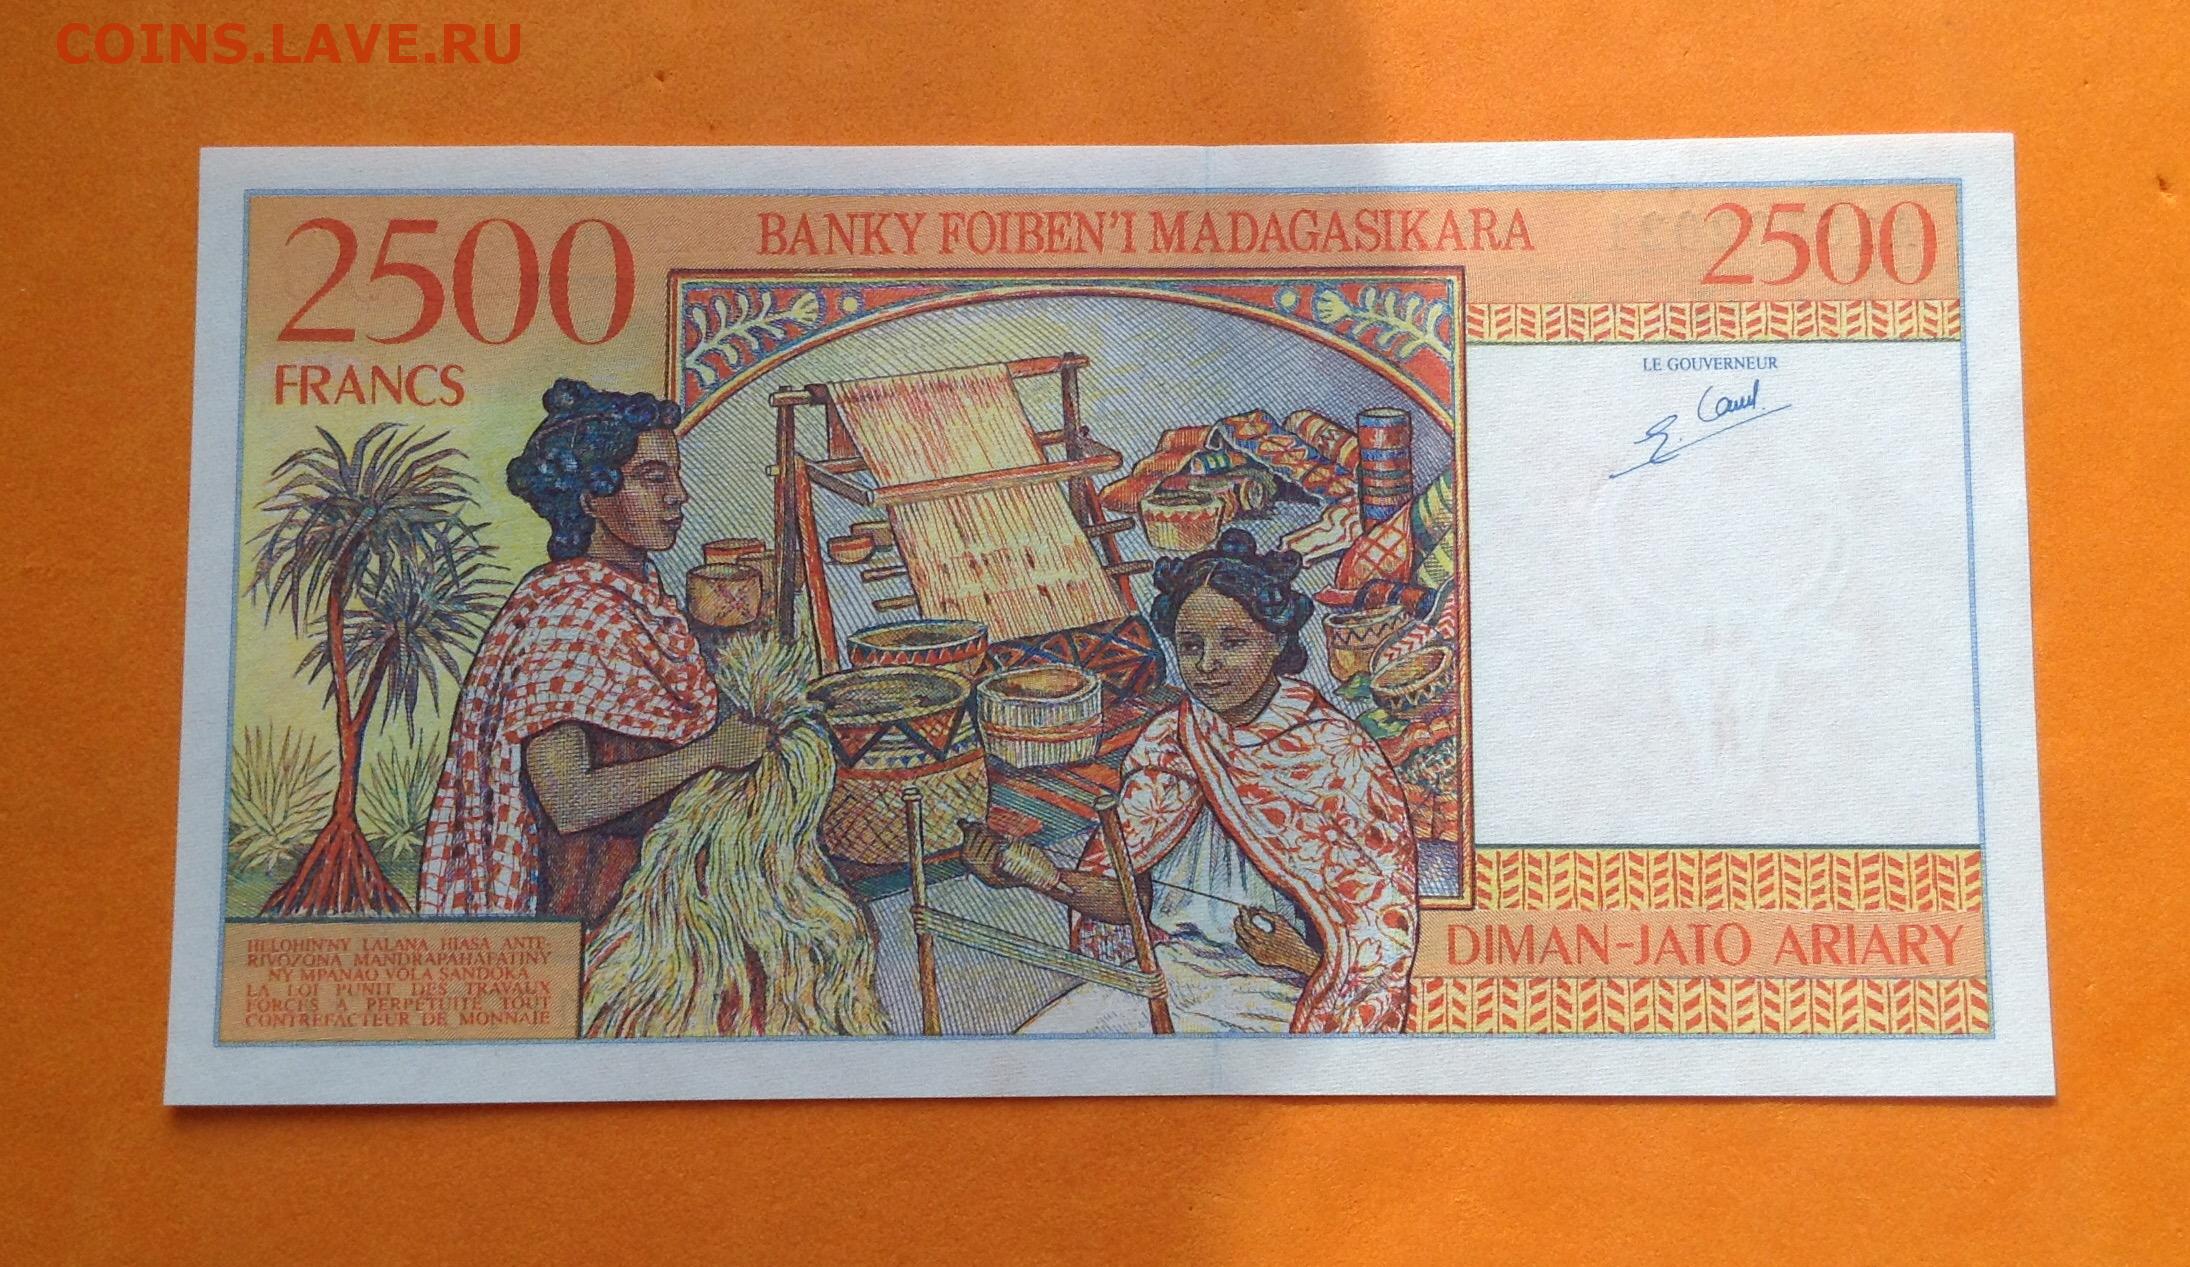 COINS.LAVE.RU
2500
BANKY FOIBEN'I MADAGASIKARA
2500
FRANCS
LE GOUVERNEUR
HELOHIN'NY LALANA HIASA ANTE-
RIVOZONA MANDRAPAHAFATINY
NY MPANAO VOLA SANDOKA
LA LOI PUNIT DES TRAVAUX
FORCES A PERPETUITE TOUT
CONTREFACTEUR DE MONNAIE
DIMAN-JATO ARIARY